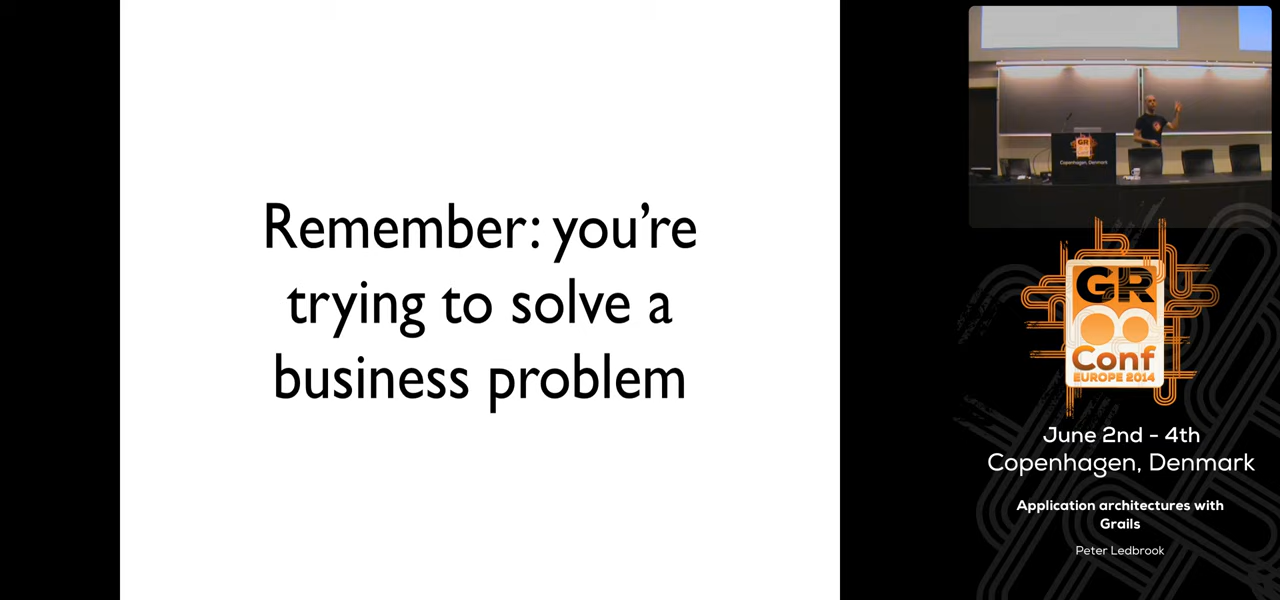 Remember: you’re
trying to solve a
business problem
GR
Conf
EUROPE 2014
June 2nd - 4th
Copenhagen, Denmark
Application architectures with
Grails
Peter Ledbrook